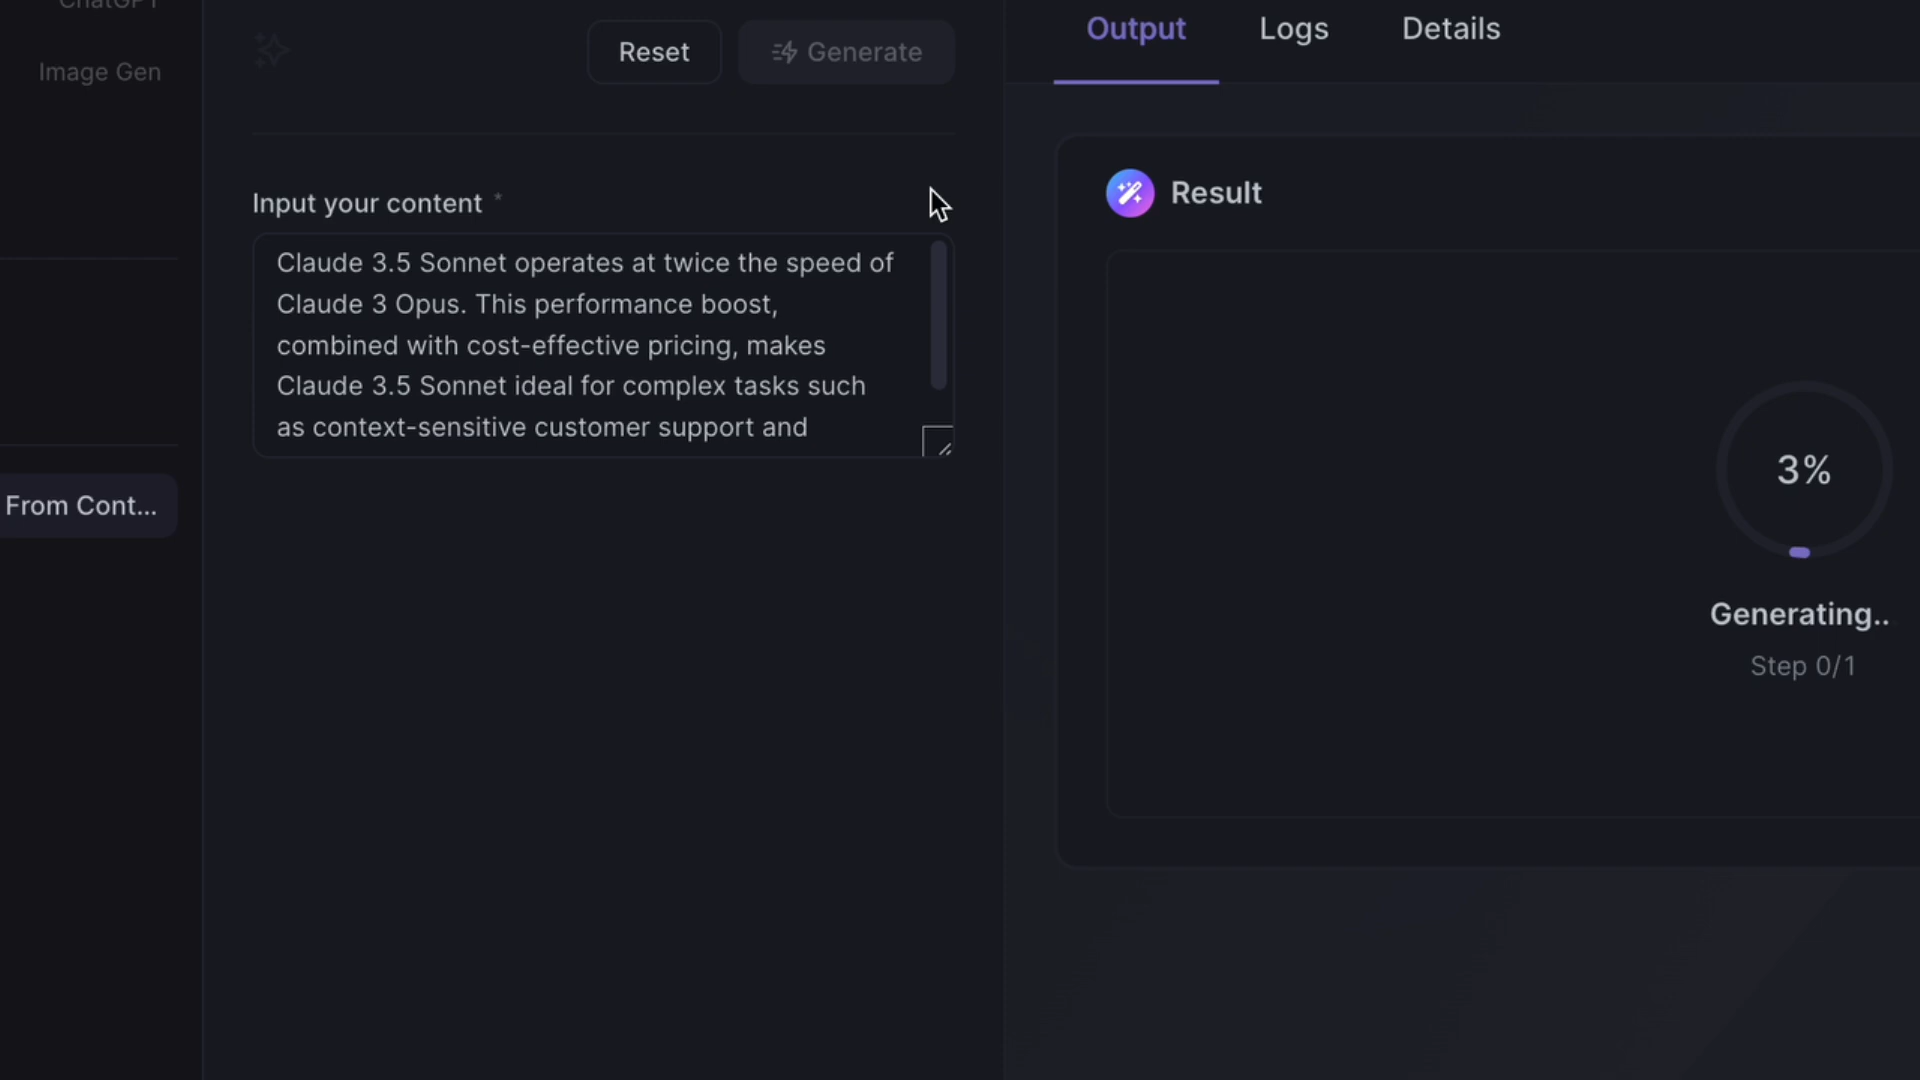 ChatGPT
Image Gen
From Cont...
Reset
Generate
Input your content *
Claude 3.5 Sonnet operates at twice the speed of
Claude 3 Opus. This performance boost,
combined with cost-effective pricing, makes
Claude 3.5 Sonnet ideal for complex tasks such
as context-sensitive customer support and
Output
Logs
Details
Result
3%
Generating..
Step 0/1